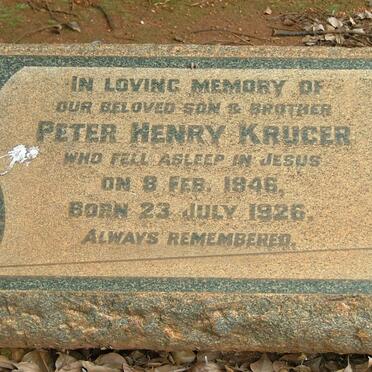 IN LOVING MEMORY OF
OUR BELOVED SON & BROTHER
PETER HENRY KRUGER
WHO FELL ASLEEP IN JESUS
ON 8 FEB. 1946,
BORN 23 JULY 1926.
ALWAYS REMEMBERED.